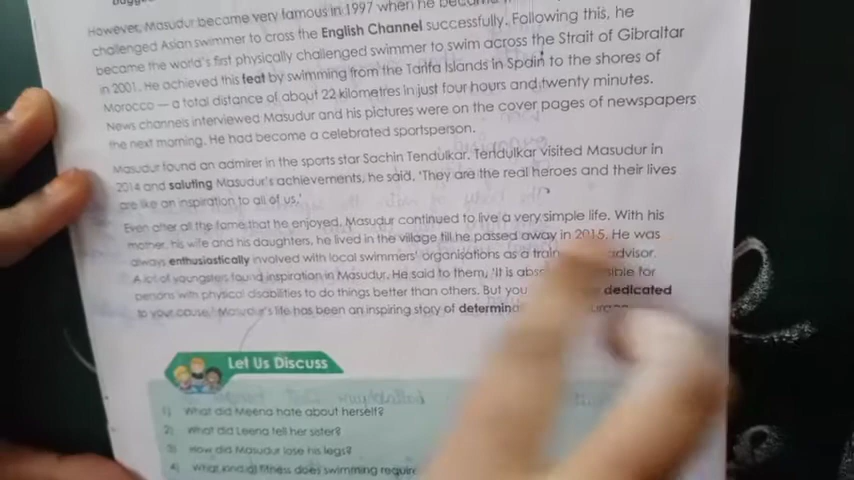 However, Masudur became very famous in 1997 when he
challenged Asian swimmer to cross the English Channel successfully. Following this, he
became the world's first physically challenged swimmer to swim across the Strait of Gibraltar
in 2001. He achieved this feat by swimming from the Tarifa Islands in Spain to the shores of
Morocco — a total distance of about 22 kilometres in just four hours and twenty minutes.
News channels interviewed Masudur and his pictures were on the cover pages of newspapers
the next morning. He had become a celebrated sportsperson.
Masudur found an admirer in the sports star Sachin Tendulkar. Tendulkar visited Masudur in
2014 and saluting Masudur's achievements, he said, 'They are the real heroes and their lives
are like an inspiration to all of us.'
Even after all the fame that he enjoyed, Masudur continued to live a very simple life. With his
mother, his wife and his daughters, he lived in the village till he passed away in 2015. He was
always enthusiastically involved with local swimmers' organisations as a advisor.
A lot of youngsters found inspiration in Masudur. He said to them, 'It is for
persons with physical disabilities to do things better than others. But you dedicated
to your cause.' Masudur's life has been an inspiring story of
Let Us Discuss
1) What did Meena hate about herself?
2) What did Leena tell her sister?
3) How did Masudur lose his legs?
4) What kind of fitness does swimming